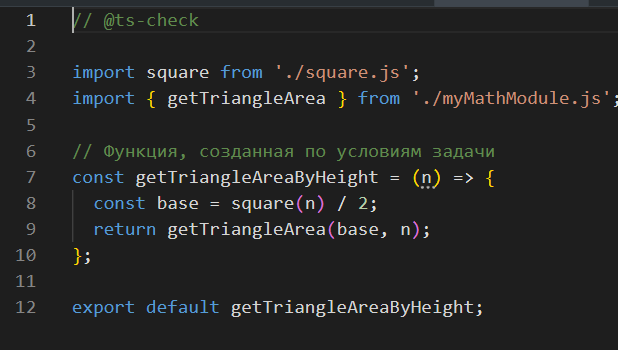 1 // @ts-check
2
3 import square from './square.js';
4 import { getTriangleArea } from './myMathModule.js';
5
6 // Функция, созданная по условиям задачи
7 const getTriangleAreaByHeight = (n) => {
8 const base = square(n) / 2;
9 return getTriangleArea(base, n);
10 };
11
12 export default getTriangleAreaByHeight;